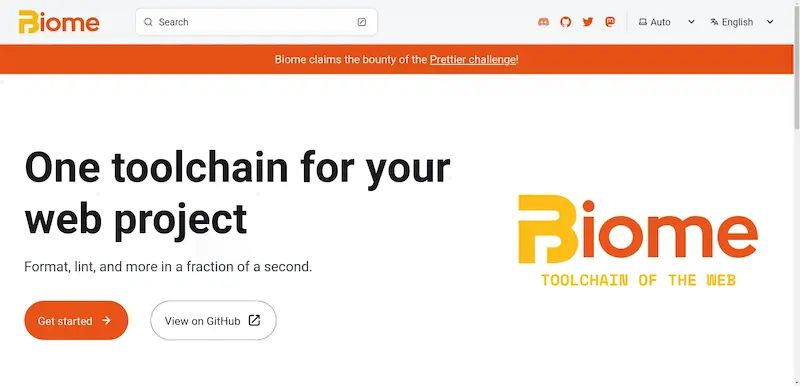 Biome
Search
Auto
English
Biome claims the bounty of the Prettier challenge!
One toolchain for your
web project
Format, lint, and more in a fraction of a second.
Get started
View on GitHub
Biome
TOOLCHAIN OF THE WEB